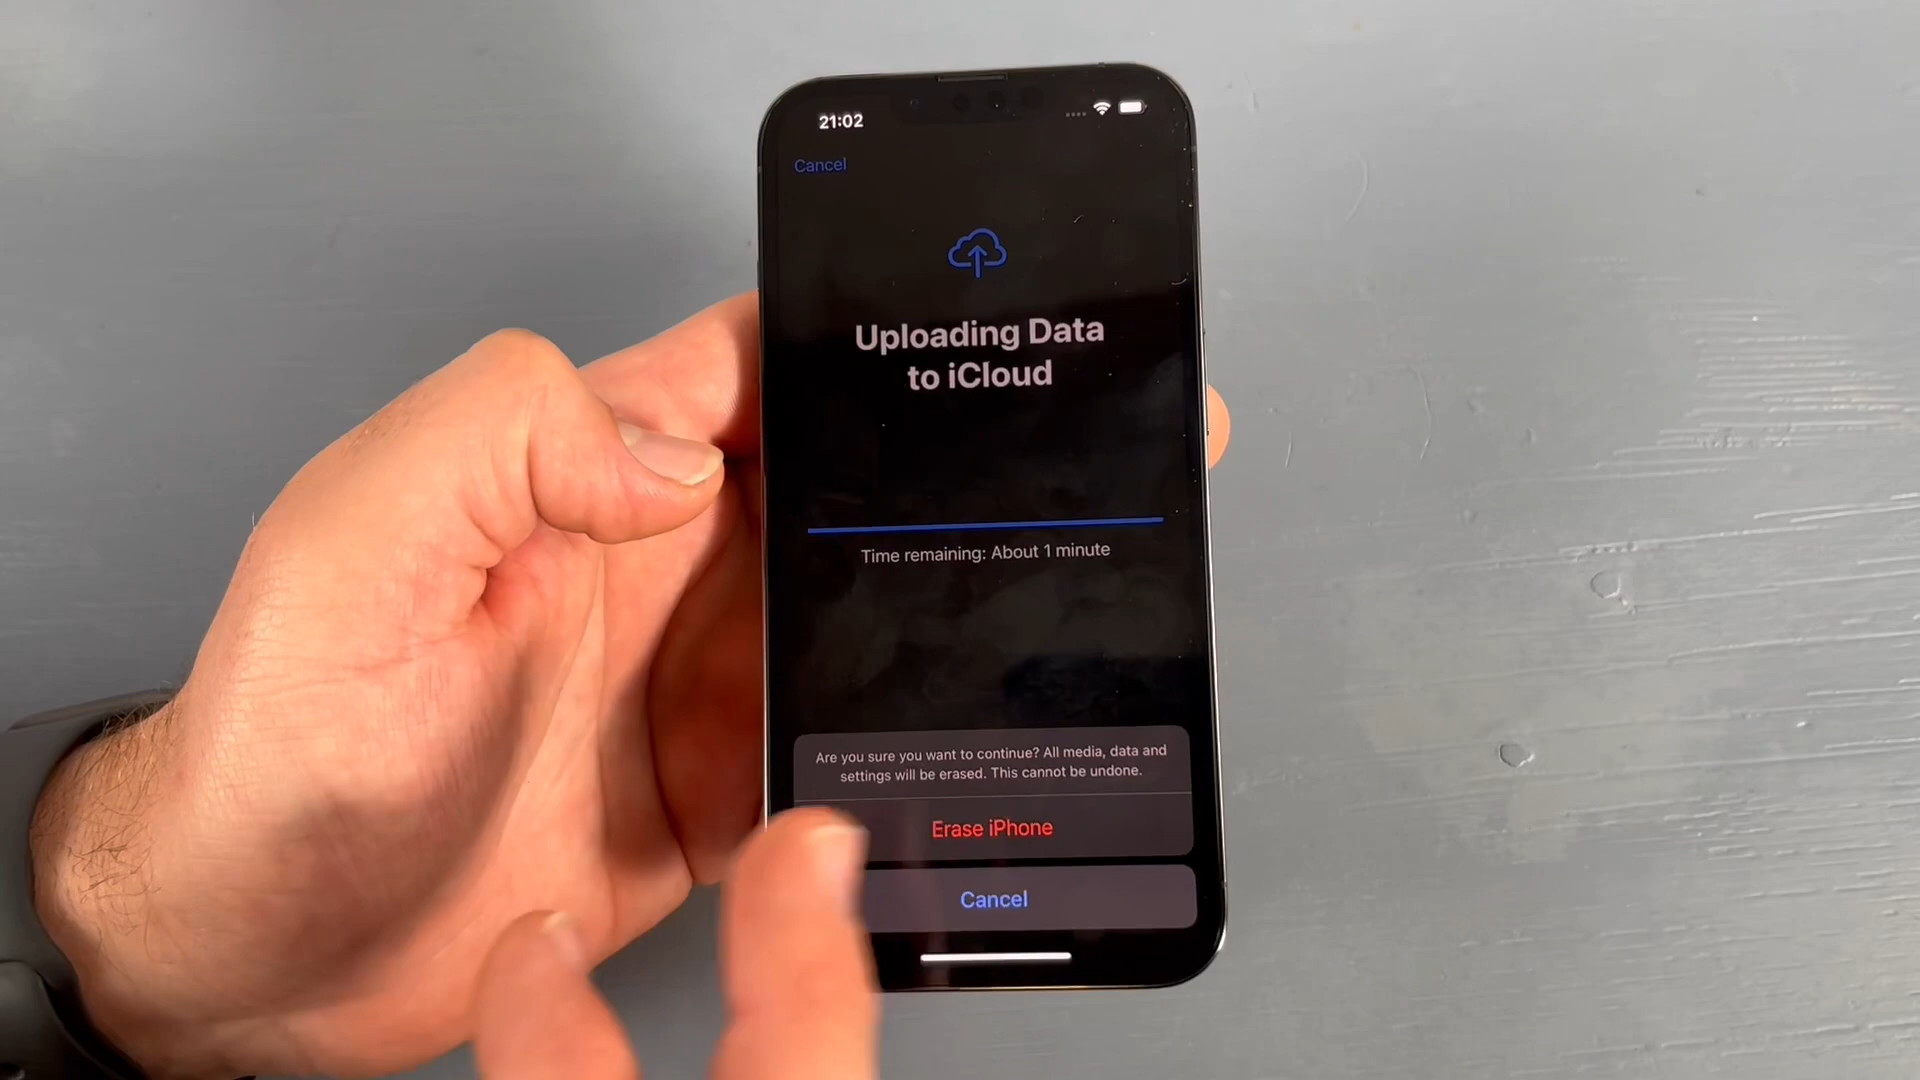 21:02
Cancel
Uploading Data
to iCloud
Time remaining: About 1 minute
Are you sure you want to continue? All media, data and
settings will be erased. This cannot be undone.
Erase iPhone
Cancel